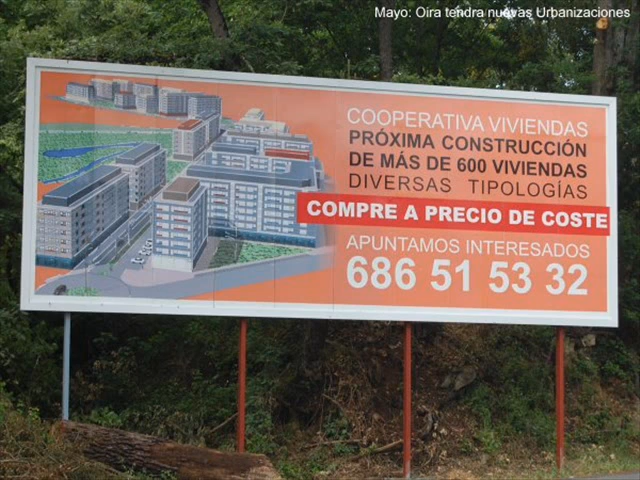 Mayo: Oira tendra nuevas Urbanizaciones
COOPERATIVA VIVIENDAS
PRÓXIMA CONSTRUCCIÓN
DE MÁS DE 600 VIVIENDAS
DIVERSAS TIPOLOGÍAS
COMPRE A PRECIO DE COSTE
APUNTAMOS INTERESADOS
686 51 53 32